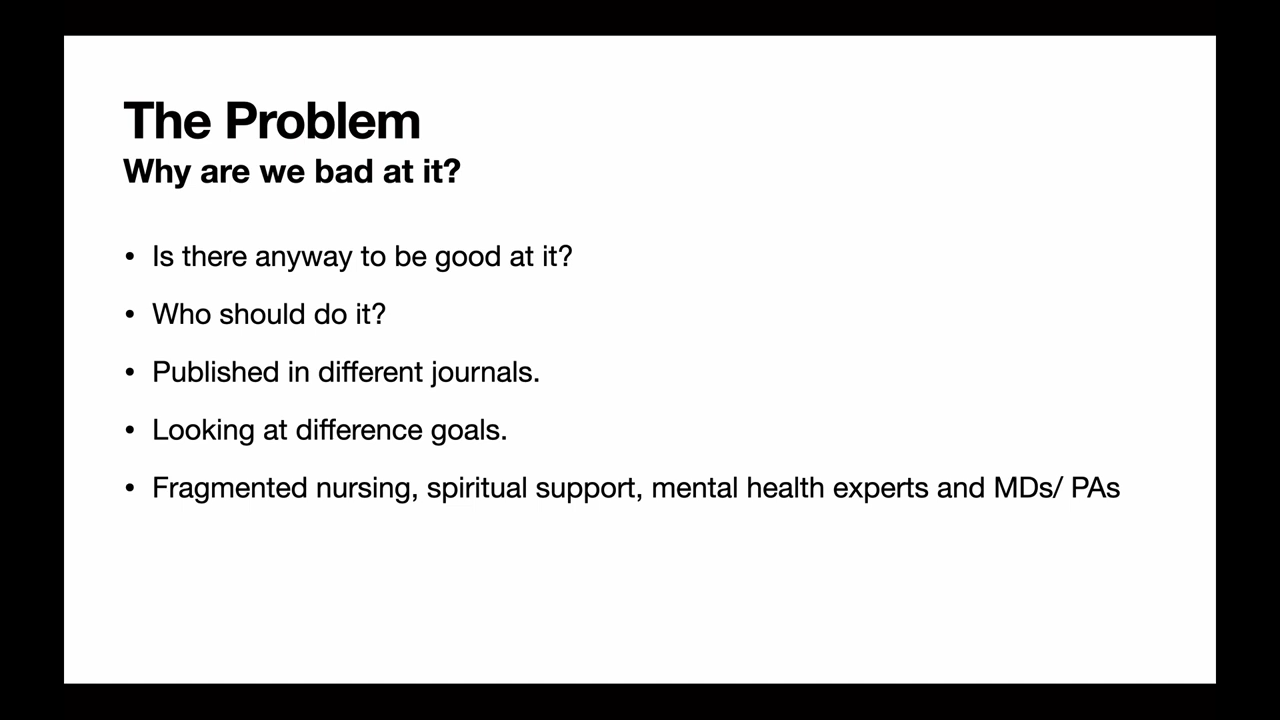 The Problem
Why are we bad at it?
• Is there anyway to be good at it?
• Who should do it?
• Published in different journals.
• Looking at difference goals.
• Fragmented nursing, spiritual support, mental health experts and MDs/ PAs